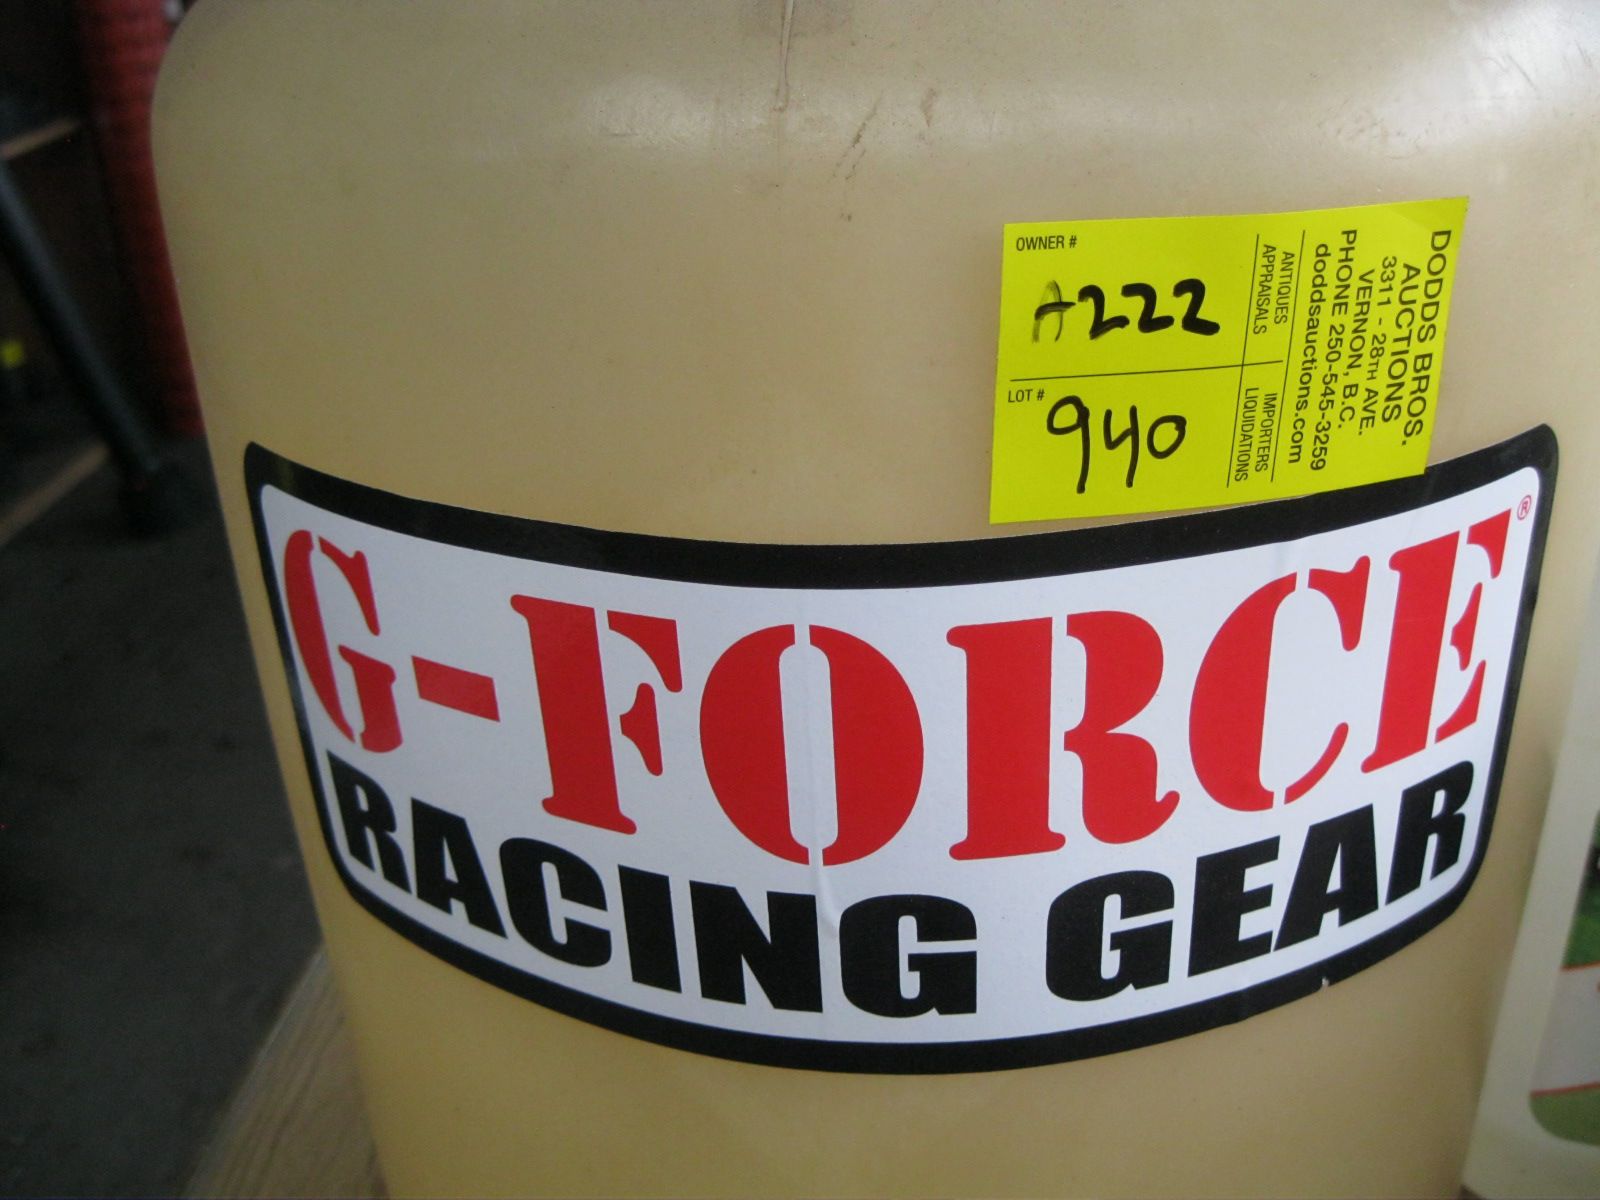 OWNER #
A222
LOT #
940
ANTIQUES
APPRAISALS
IMPORTERS
LIQUIDATIONS
DODDS BROS.
AUCTIONS
3311 - 28TH AVE.
VERNON, B.C.
PHONE 250-545-3259
doddsauctions.com
G-FORCE®
RACING GEAR